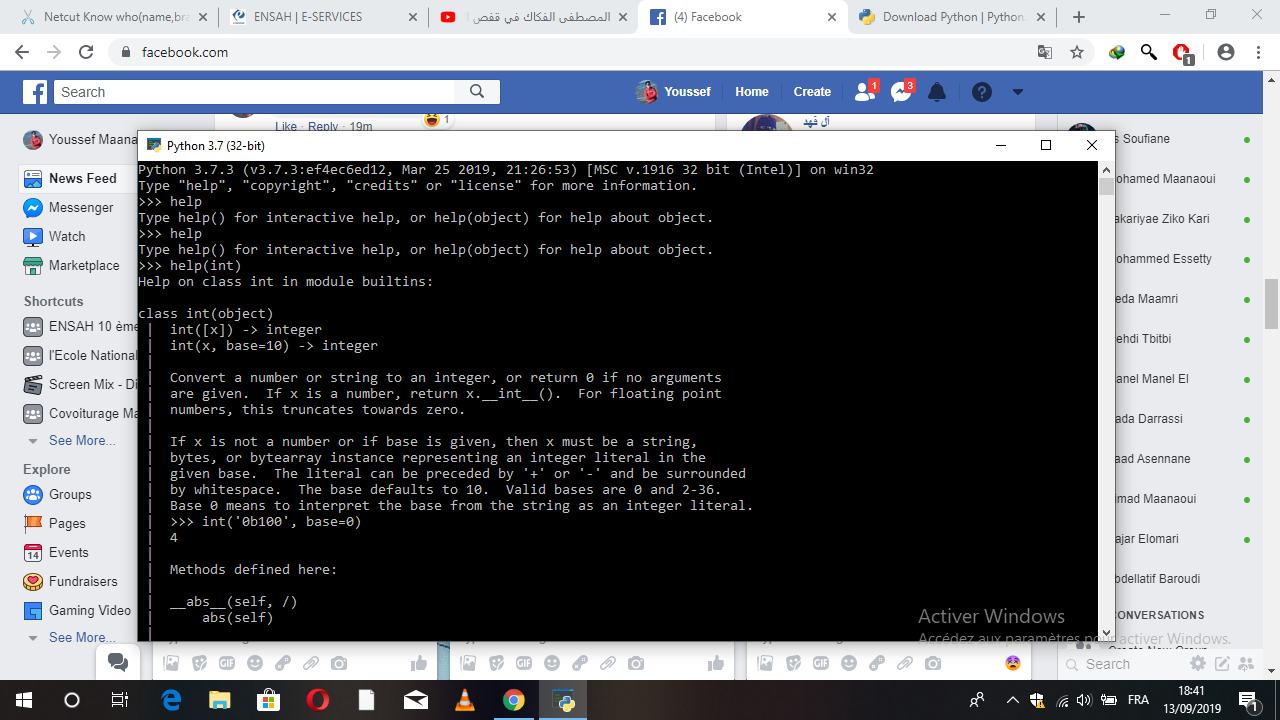 Netcut Know who(name,bra
ENSAH | E-SERVICES
المصطفى الفكاك في قفص ا
(4) Facebook
Download Python | Python.
facebook.com
1
Search
Youssef
Home
Create
1
3
Like · Reply · 19m
1
آل فهد
Youssef Maana
News Feed
Messenger
Watch
Marketplace
Shortcuts
ENSAH 10 ème
l'Ecole National
Screen Mix - Di
Covoiturage Ma
See More...
Explore
Groups
Pages
14
Events
Fundraisers
Gaming Video
See More...
Python 3.7 (32-bit)
Python 3.7.3 (v3.7.3:ef4ec6ed12, Mar 25 2019, 21:26:53) [MSC v.1916 32 bit (Intel)] on win32
Type "help", "copyright", "credits" or "license" for more information.
>>> help
Type help() for interactive help, or help(object) for help about object.
>>> help
Type help() for interactive help, or help(object) for help about object.
>>> help(int)
Help on class int in module builtins:
class int(object)
| int([x]) -> integer
| int(x, base=10) -> integer
|
| Convert a number or string to an integer, or return 0 if no arguments
| are given.  If x is a number, return x.__int__().  For floating point
| numbers, this truncates towards zero.
|
| If x is not a number or if base is given, then x must be a string,
| bytes, or bytearray instance representing an integer literal in the
| given base.  The literal can be preceded by '+' or '-' and be surrounded
| by whitespace.  The base defaults to 10.  Valid bases are 0 and 2-36.
| Base 0 means to interpret the base from the string as an integer literal.
| >>> int('0b100', base=0)
| 4
|
| Methods defined here:
|
| __abs__(self, /)
|     abs(self)
|
s Soufiane
ohamed Maanaoui
akariyae Ziko Kari
ohammed Essetty
eda Maamri
ehdi Tbitbi
anel Manel El
ada Darrassi
aad Asennane
imad Maanaoui
ajar Elomari
bdellatif Baroudi
ONVERSATIONS
Search
GIF
GIF
GIF
Activer Windows
Accédez aux paramètres pour activer Windows.
FRA
18:41
13/09/2019
1